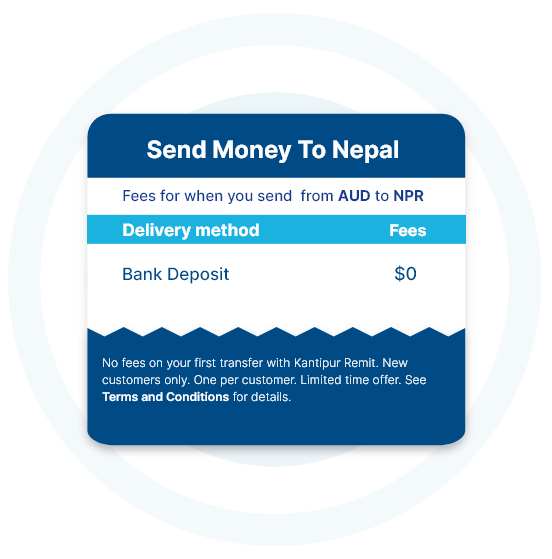 Send Money To Nepal
Fees for when you send from AUD to NPR
Delivery method Fees
Bank Deposit $0
No fees on your first transfer with Kantipur Remit. New
customers only. One per customer. Limited time offer. See
Terms and Conditions for details.